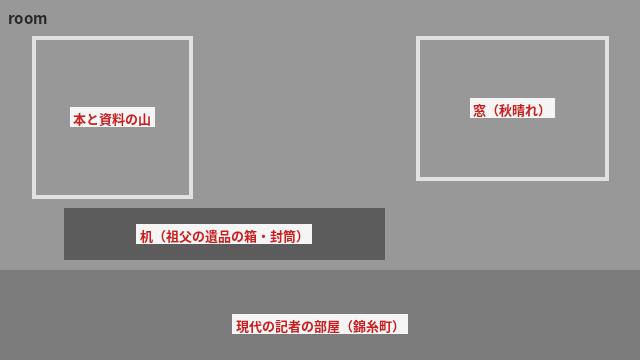 room
本と資料の山
窓（秋晴れ）
机（祖父の遺品の箱・封筒）
現代の記者の部屋（錦糸町）